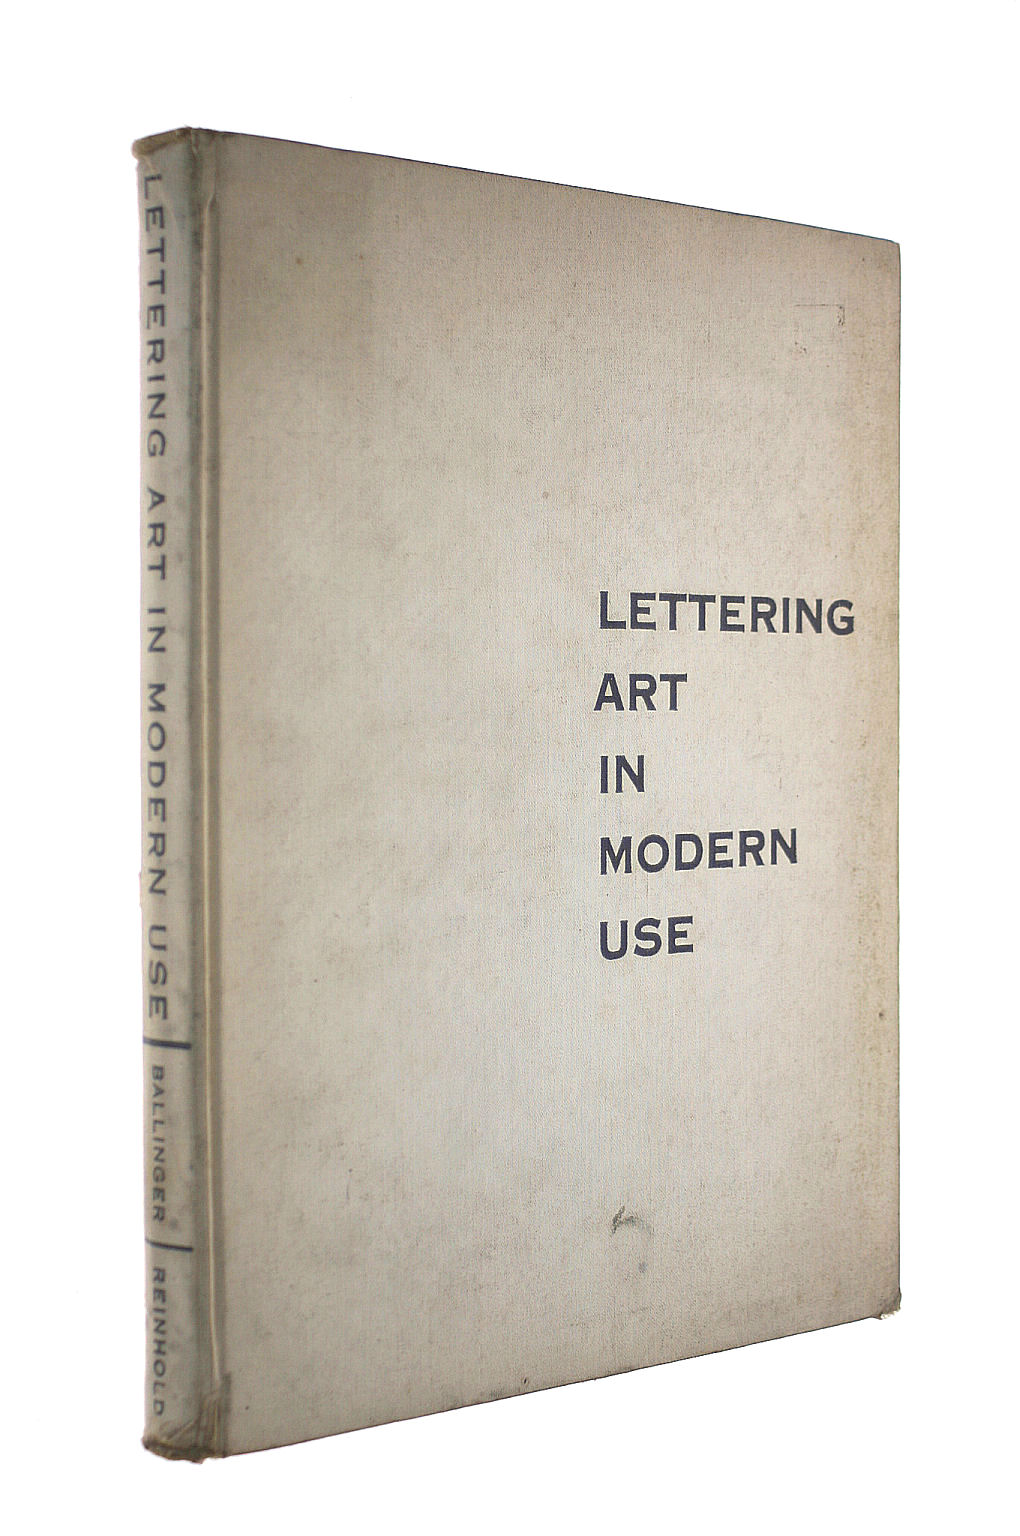 LETTERING ART IN MODERN USE | BALLINGER | REINHOLD
LETTERING
ART
IN
MODERN
USE